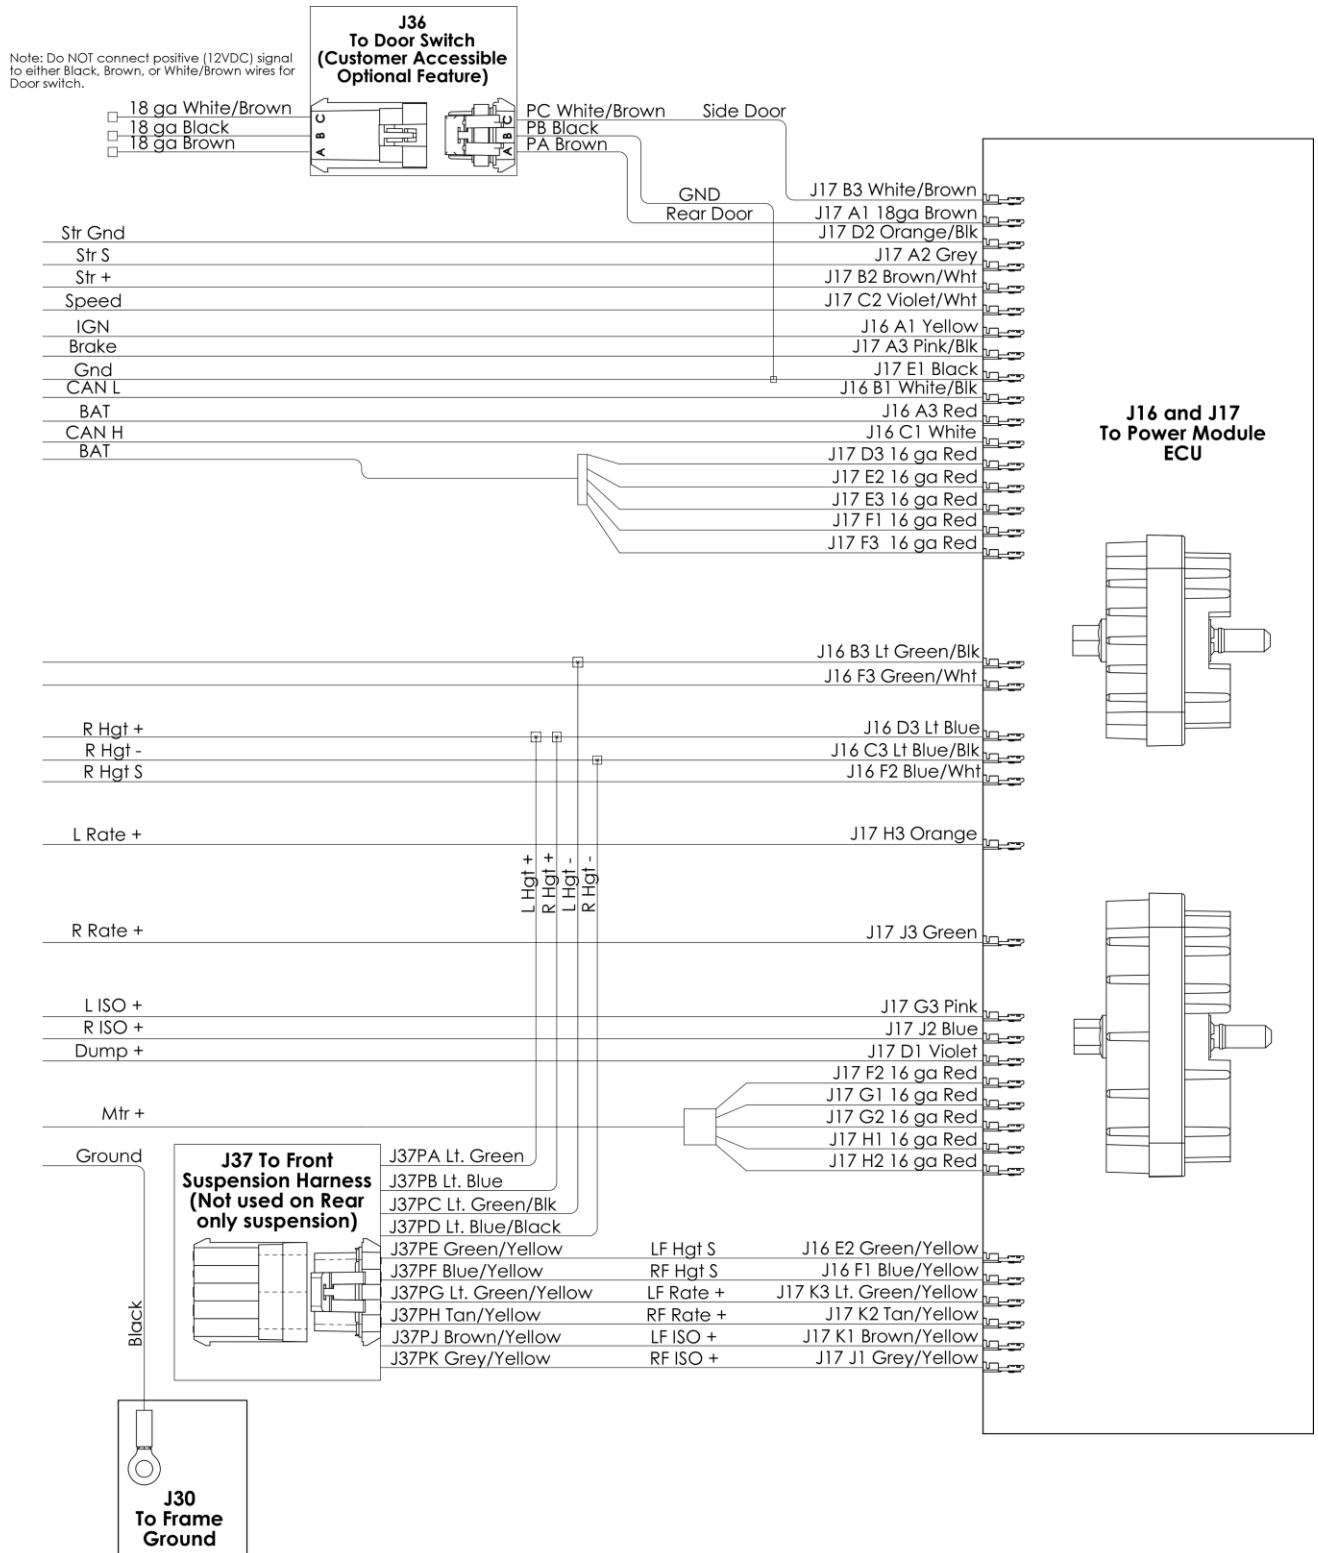 J36
To Door Switch
(Customer Accessible
Optional Feature)
Note: Do NOT connect positive (12VDC) signal
to either Black, Brown, or White/Brown wires for
Door switch.
18 ga White/Brown
18 ga Black
18 ga Brown
C
B
A
C
B
A
PC White/Brown
PB Black
PA Brown
Side Door
GND
Rear Door
J17 B3 White/Brown
J17 A1 18ga Brown
Str Gnd J17 D2 Orange/Blk
Str S J17 A2 Grey
Str + J17 B2 Brown/Wht
Speed J17 C2 Violet/Wht
IGN J16 A1 Yellow
Brake J17 A3 Pink/Blk
Gnd J17 E1 Black
CAN L J16 B1 White/Blk
BAT J16 A3 Red
CAN H J16 C1 White
BAT J17 D3 16 ga Red
J17 E2 16 ga Red
J17 E3 16 ga Red
J17 F1 16 ga Red
J17 F3 16 ga Red
J16 and J17
To Power Module
ECU
J16 B3 Lt Green/Blk
J16 F3 Green/Wht
R Hgt + J16 D3 Lt Blue
R Hgt - J16 C3 Lt Blue/Blk
R Hgt S J16 F2 Blue/Wht
L Rate + J17 H3 Orange
L Hgt +
R Hgt +
L Hgt -
R Hgt -
R Rate + J17 J3 Green
L ISO + J17 G3 Pink
R ISO + J17 J2 Blue
Dump + J17 D1 Violet
J17 F2 16 ga Red
J17 G1 16 ga Red
Mtr + J17 G2 16 ga Red
J17 H1 16 ga Red
J17 H2 16 ga Red
Ground
J37 To Front
Suspension Harness
(Not used on Rear
only suspension)
J37PA Lt. Green
J37PB Lt. Blue
J37PC Lt. Green/Blk
J37PD Lt. Blue/Black
J37PE Green/Yellow LF Hgt S J16 E2 Green/Yellow
J37PF Blue/Yellow RF Hgt S J16 F1 Blue/Yellow
J37PG Lt. Green/Yellow LF Rate + J17 K3 Lt. Green/Yellow
J37PH Tan/Yellow RF Rate + J17 K2 Tan/Yellow
J37PJ Brown/Yellow LF ISO + J17 K1 Brown/Yellow
J37PK Grey/Yellow RF ISO + J17 J1 Grey/Yellow
Black
J30
To Frame
Ground